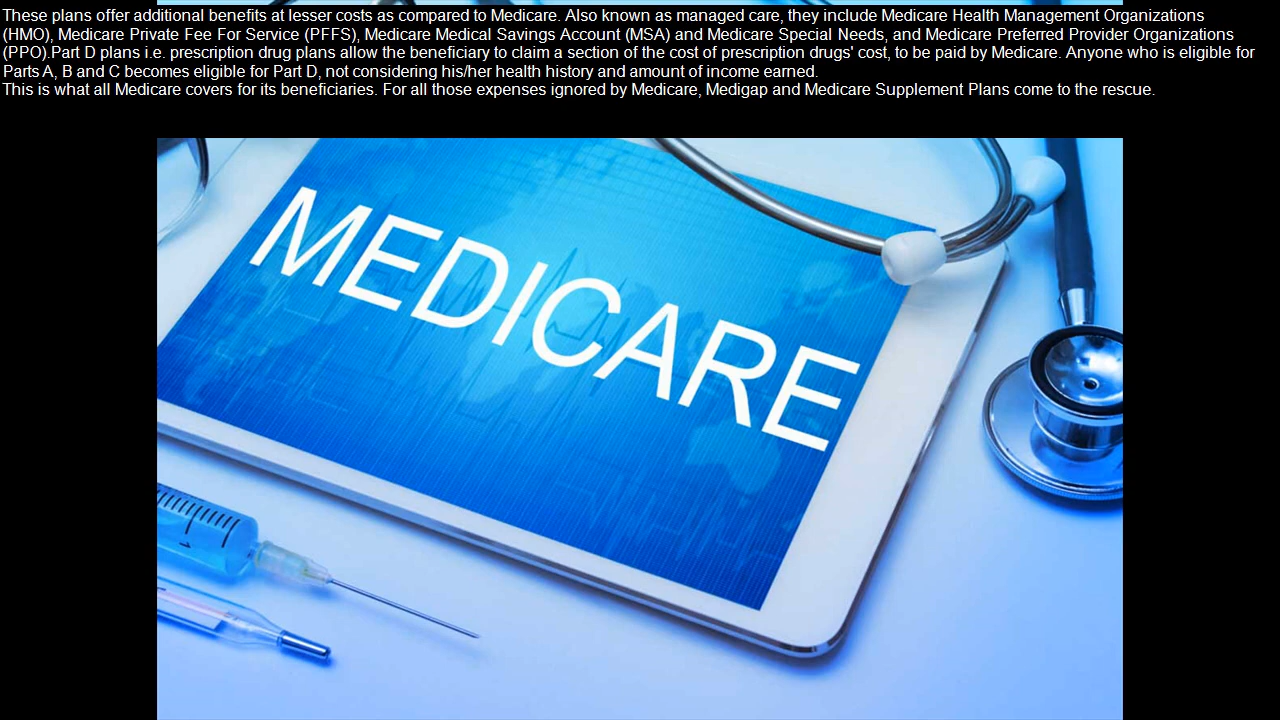 These plans offer additional benefits at lesser costs as compared to Medicare. Also known as managed care, they include Medicare Health Management Organizations
(HMO), Medicare Private Fee For Service (PFFS), Medicare Medical Savings Account (MSA) and Medicare Special Needs, and Medicare Preferred Provider Organizations
(PPO).Part D plans i.e. prescription drug plans allow the beneficiary to claim a section of the cost of prescription drugs' cost, to be paid by Medicare. Anyone who is eligible for
Parts A, B and C becomes eligible for Part D, not considering his/her health history and amount of income earned.
This is what all Medicare covers for its beneficiaries. For all those expenses ignored by Medicare, Medigap and Medicare Supplement Plans come to the rescue.
MEDICARE